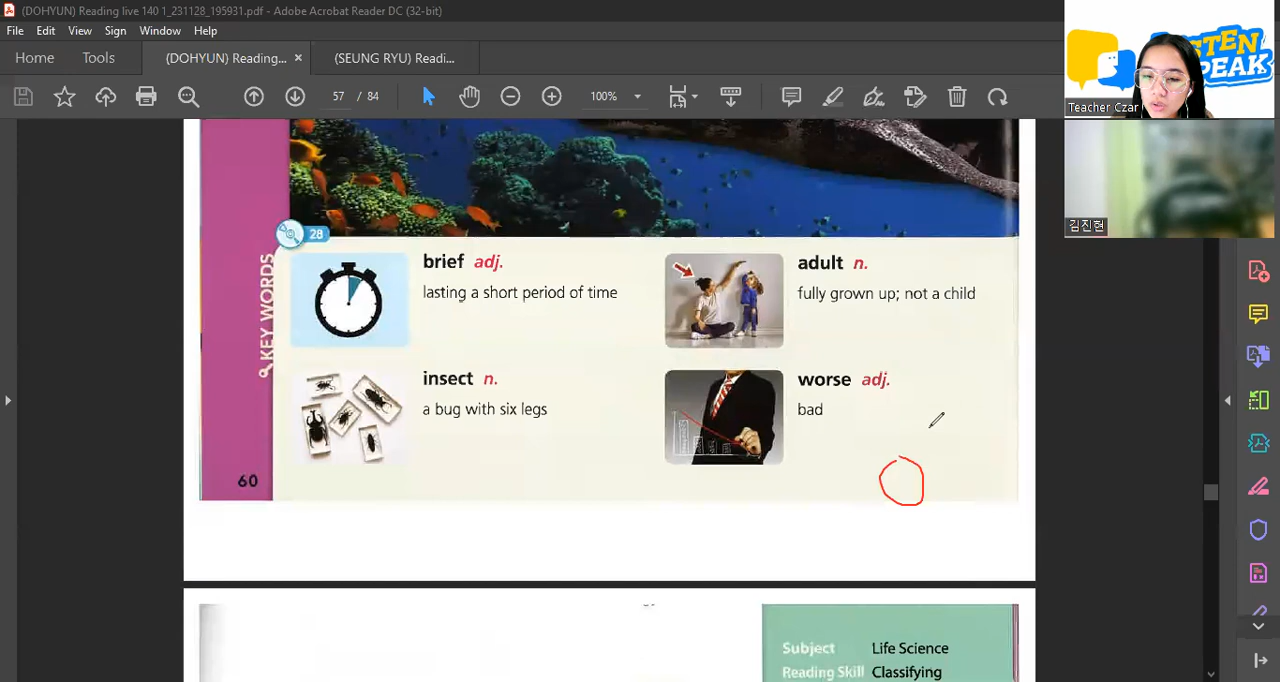 (DOHYUN) Reading live 140 1_231128_195931.pdf - Adobe Acrobat Reader DC (32-bit)
File Edit View Sign Window Help
Home Tools (DOHYUN) Reading... × (SEUNG RYU) Readi...
57 / 84 100%
Teacher Czar
김진현
28
KEY WORDS
brief adj.
lasting a short period of time
adult n.
fully grown up; not a child
insect n.
a bug with six legs
worse adj.
bad
60
Subject Life Science
Reading Skill Classifying